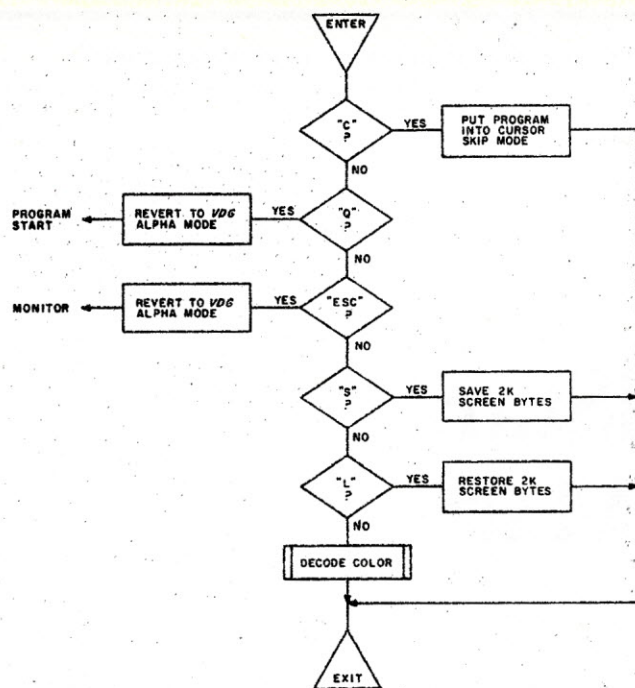 ENTER
"C"
?
YES
PUT PROGRAM
INTO CURSOR
SKIP MODE
NO
PROGRAM
START
REVERT TO VDG
ALPHA MODE
YES
"Q"
?
NO
MONITOR
REVERT TO VDG
ALPHA MODE
YES
"ESC"
?
NO
"S"
?
YES
SAVE 2K
SCREEN BYTES
NO
"L"
?
YES
RESTORE 2K
SCREEN BYTES
NO
DECODE COLOR
EXIT